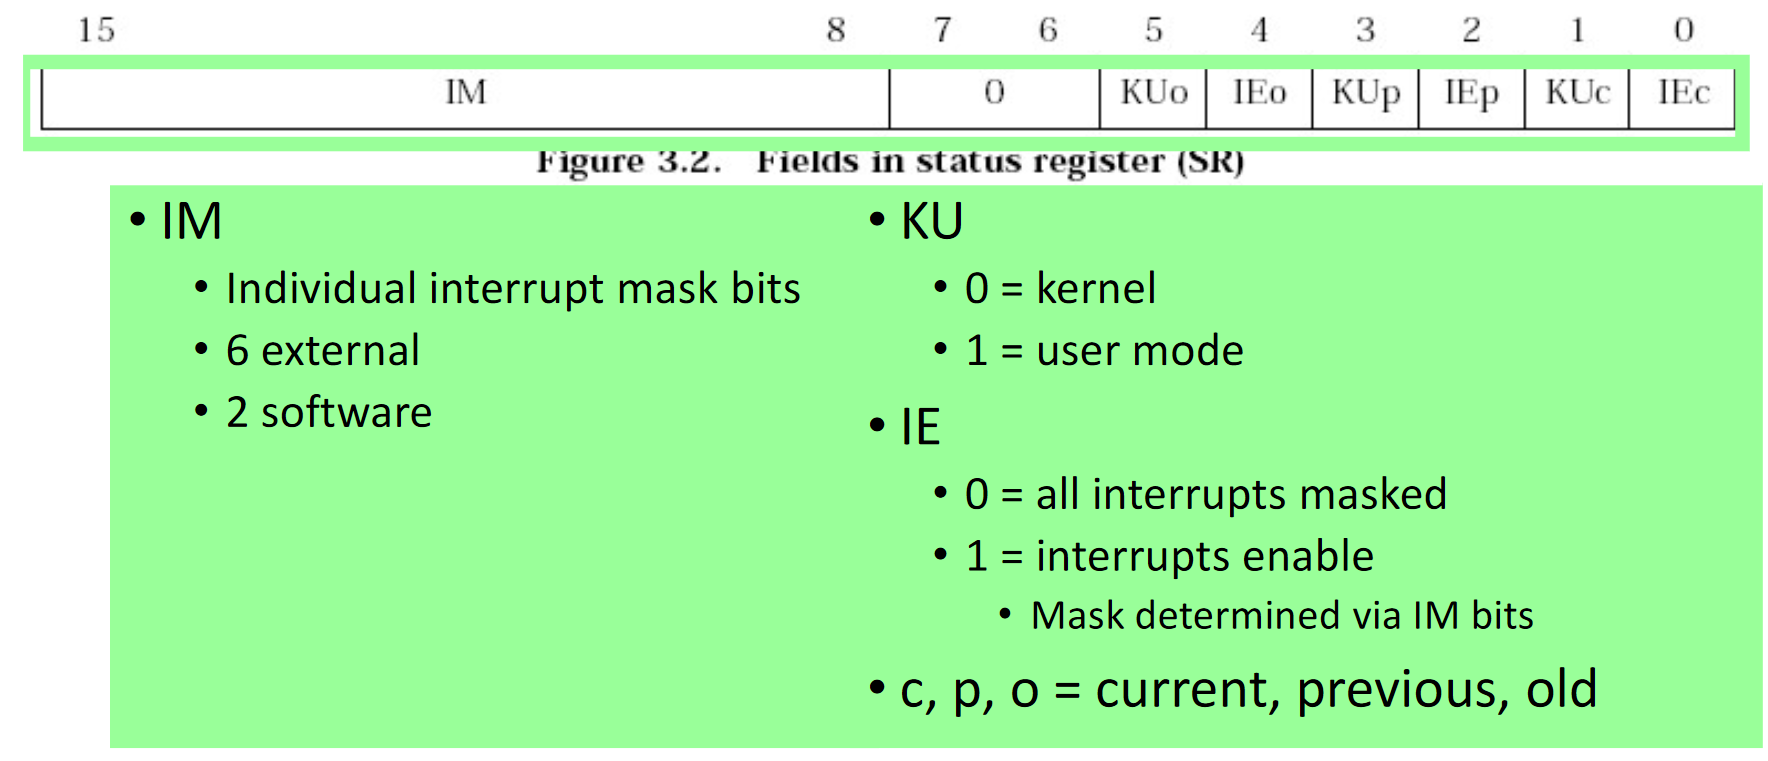 15 8 7 6 5 4 3 2 1 0
IM 0 KUo IEo KUp IEp KUc IEc
Figure 3.2. Fields in status register (SR)
• IM
• Individual interrupt mask bits
• 6 external
• 2 software
• KU
• 0 = kernel
• 1 = user mode
• IE
• 0 = all interrupts masked
• 1 = interrupts enable
• Mask determined via IM bits
• c, p, o = current, previous, old